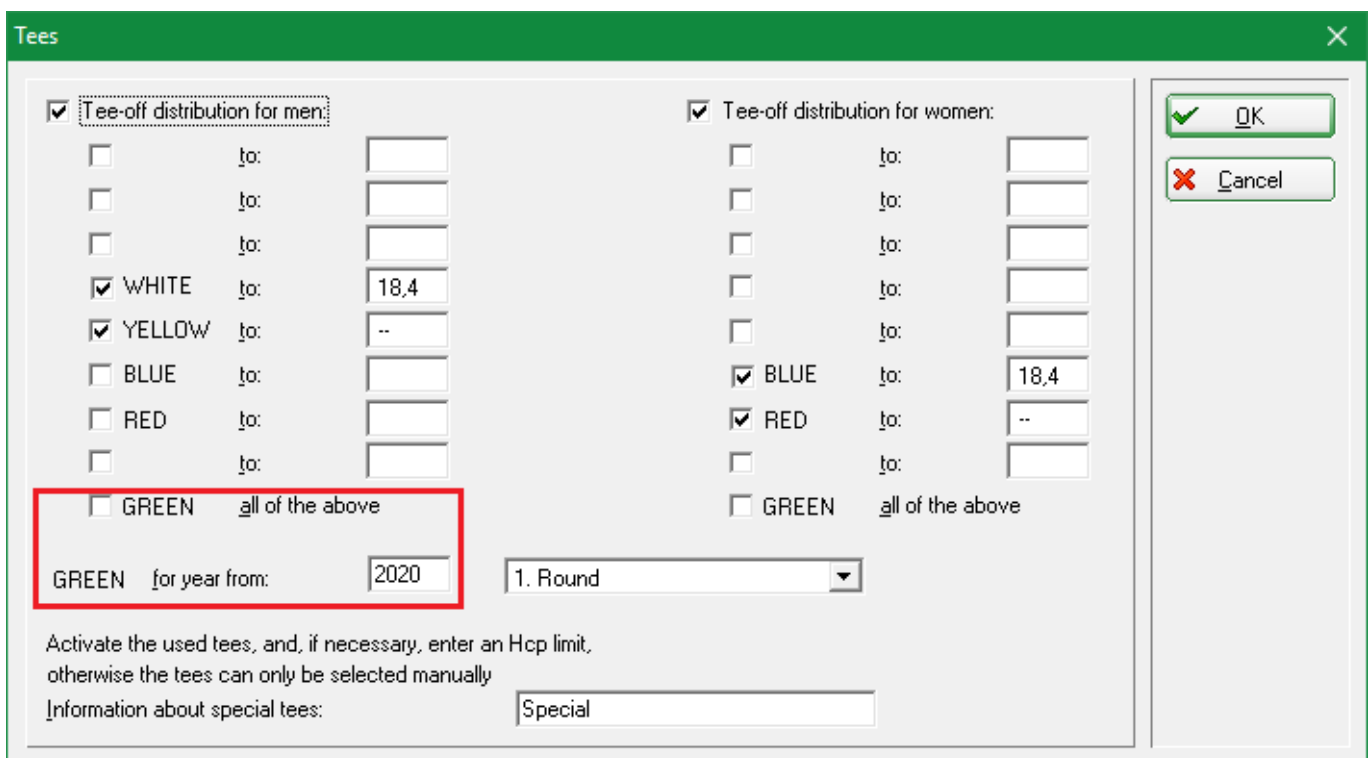 Tees
Tee-off distribution for men: Tee-off distribution for women: OK
to: to:
to: to: Cancel
to: to:
WHITE to: 18,4 to:
YELLOW to: -- to:
BLUE to: BLUE to: 18,4
RED to: RED to: --
to: to:
GREEN all of the above GREEN all of the above
GREEN for year from: 2020 1. Round
Activate the used tees, and, if necessary, enter an Hcp limit,
otherwise the tees can only be selected manually
Information about special tees: Special